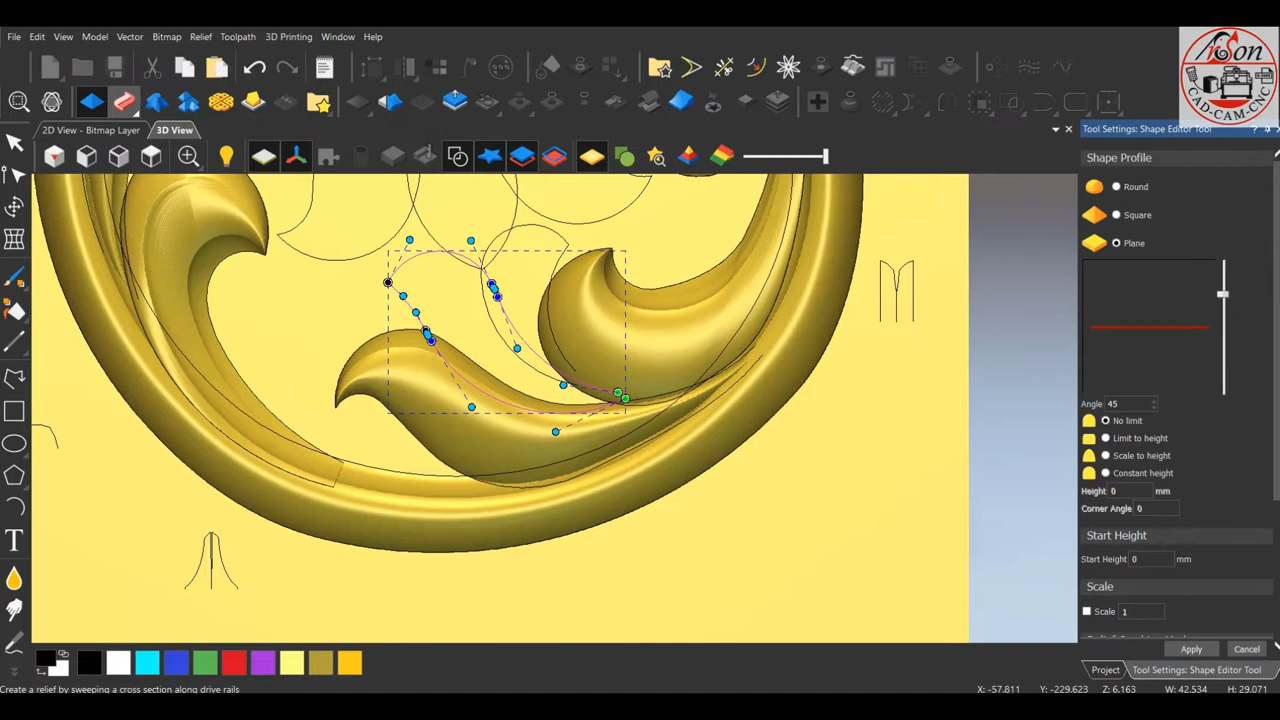 File Edit View Model Vector Bitmap Relief Toolpath 3D Printing Window Help
CAD-CAM-CNC
2D View - Bitmap Layer 3D View
Tool Settings: Shape Editor Tool
Shape Profile
Round
Square
Plane
Angle 45
No limit
Limit to height
Scale to height
Constant height
Height 0 mm
Corner Angle 0
Start Height
Start Height 0 mm
Scale
Scale 1
Apply Cancel
Project Tool Settings: Shape Editor Tool
Create a relief by sweeping a cross section along drive rails
X: -57.811 Y: -229.623 Z: 6.163 W: 42.534 H: 29.071